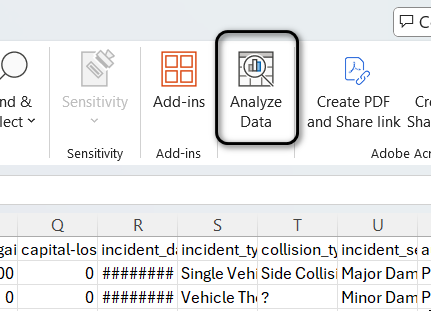 Co
nd &
lect
Sensitivity
Add-ins
Analyze
Data
Create PDF
and Share link
Cr
Sha
Sensitivity
Add-ins
Adobe Acr
Q R S T U
gai capital-los incident_da incident_ty collision_ty incident_se a
00 0 ######## Single Vehi Side Collisi Major Dam P
0 0 ######## Vehicle The ? Minor Dam P